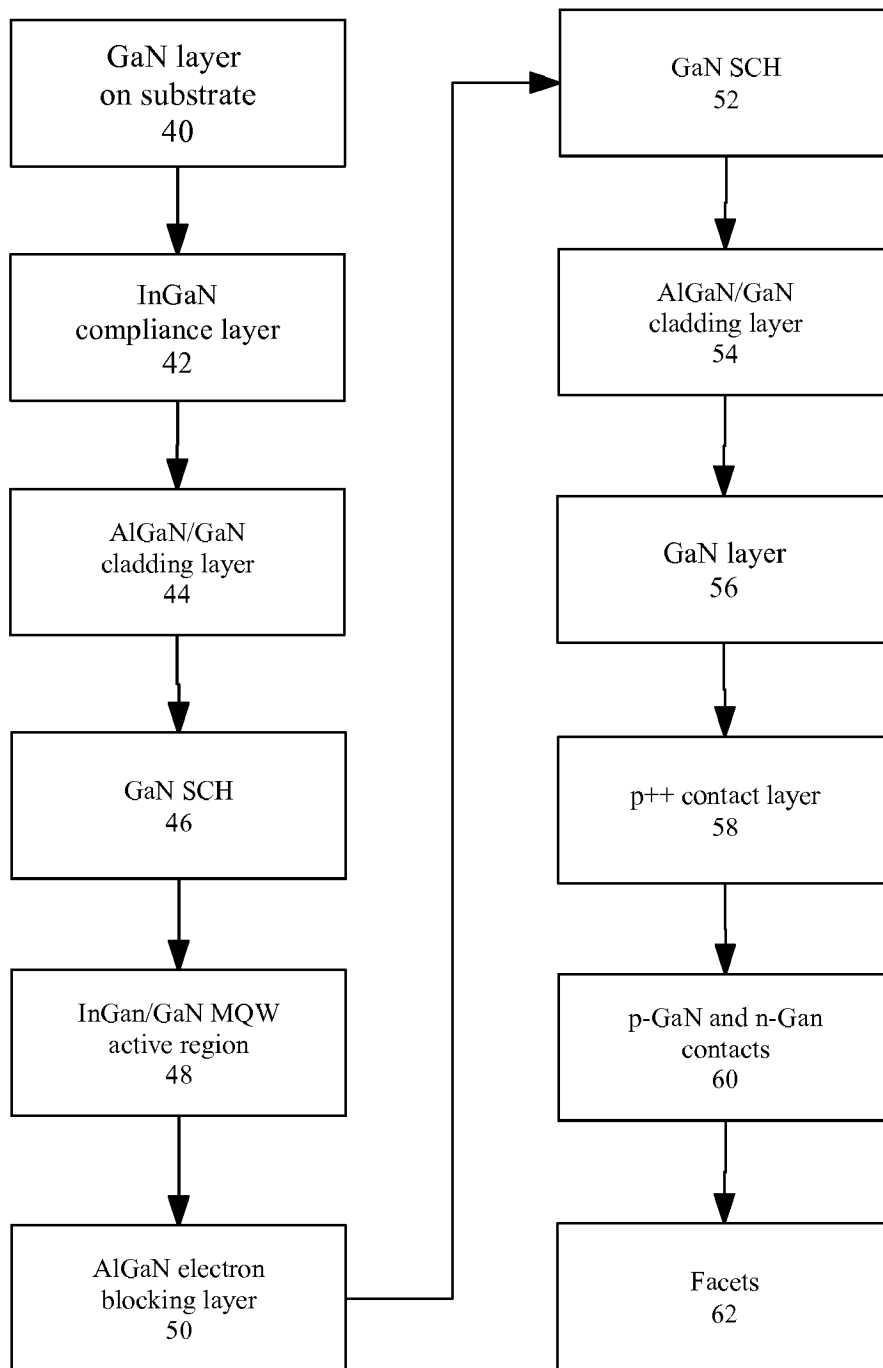 GaN layer
on substrate
40
InGaN
compliance layer
42
AlGaN/GaN
cladding layer
44
GaN SCH
46
InGan/GaN MQW
active region
48
AlGaN electron
blocking layer
50
GaN SCH
52
AlGaN/GaN
cladding layer
54
GaN layer
56
p++ contact layer
58
p-GaN and n-Gan
contacts
60
Facets
62